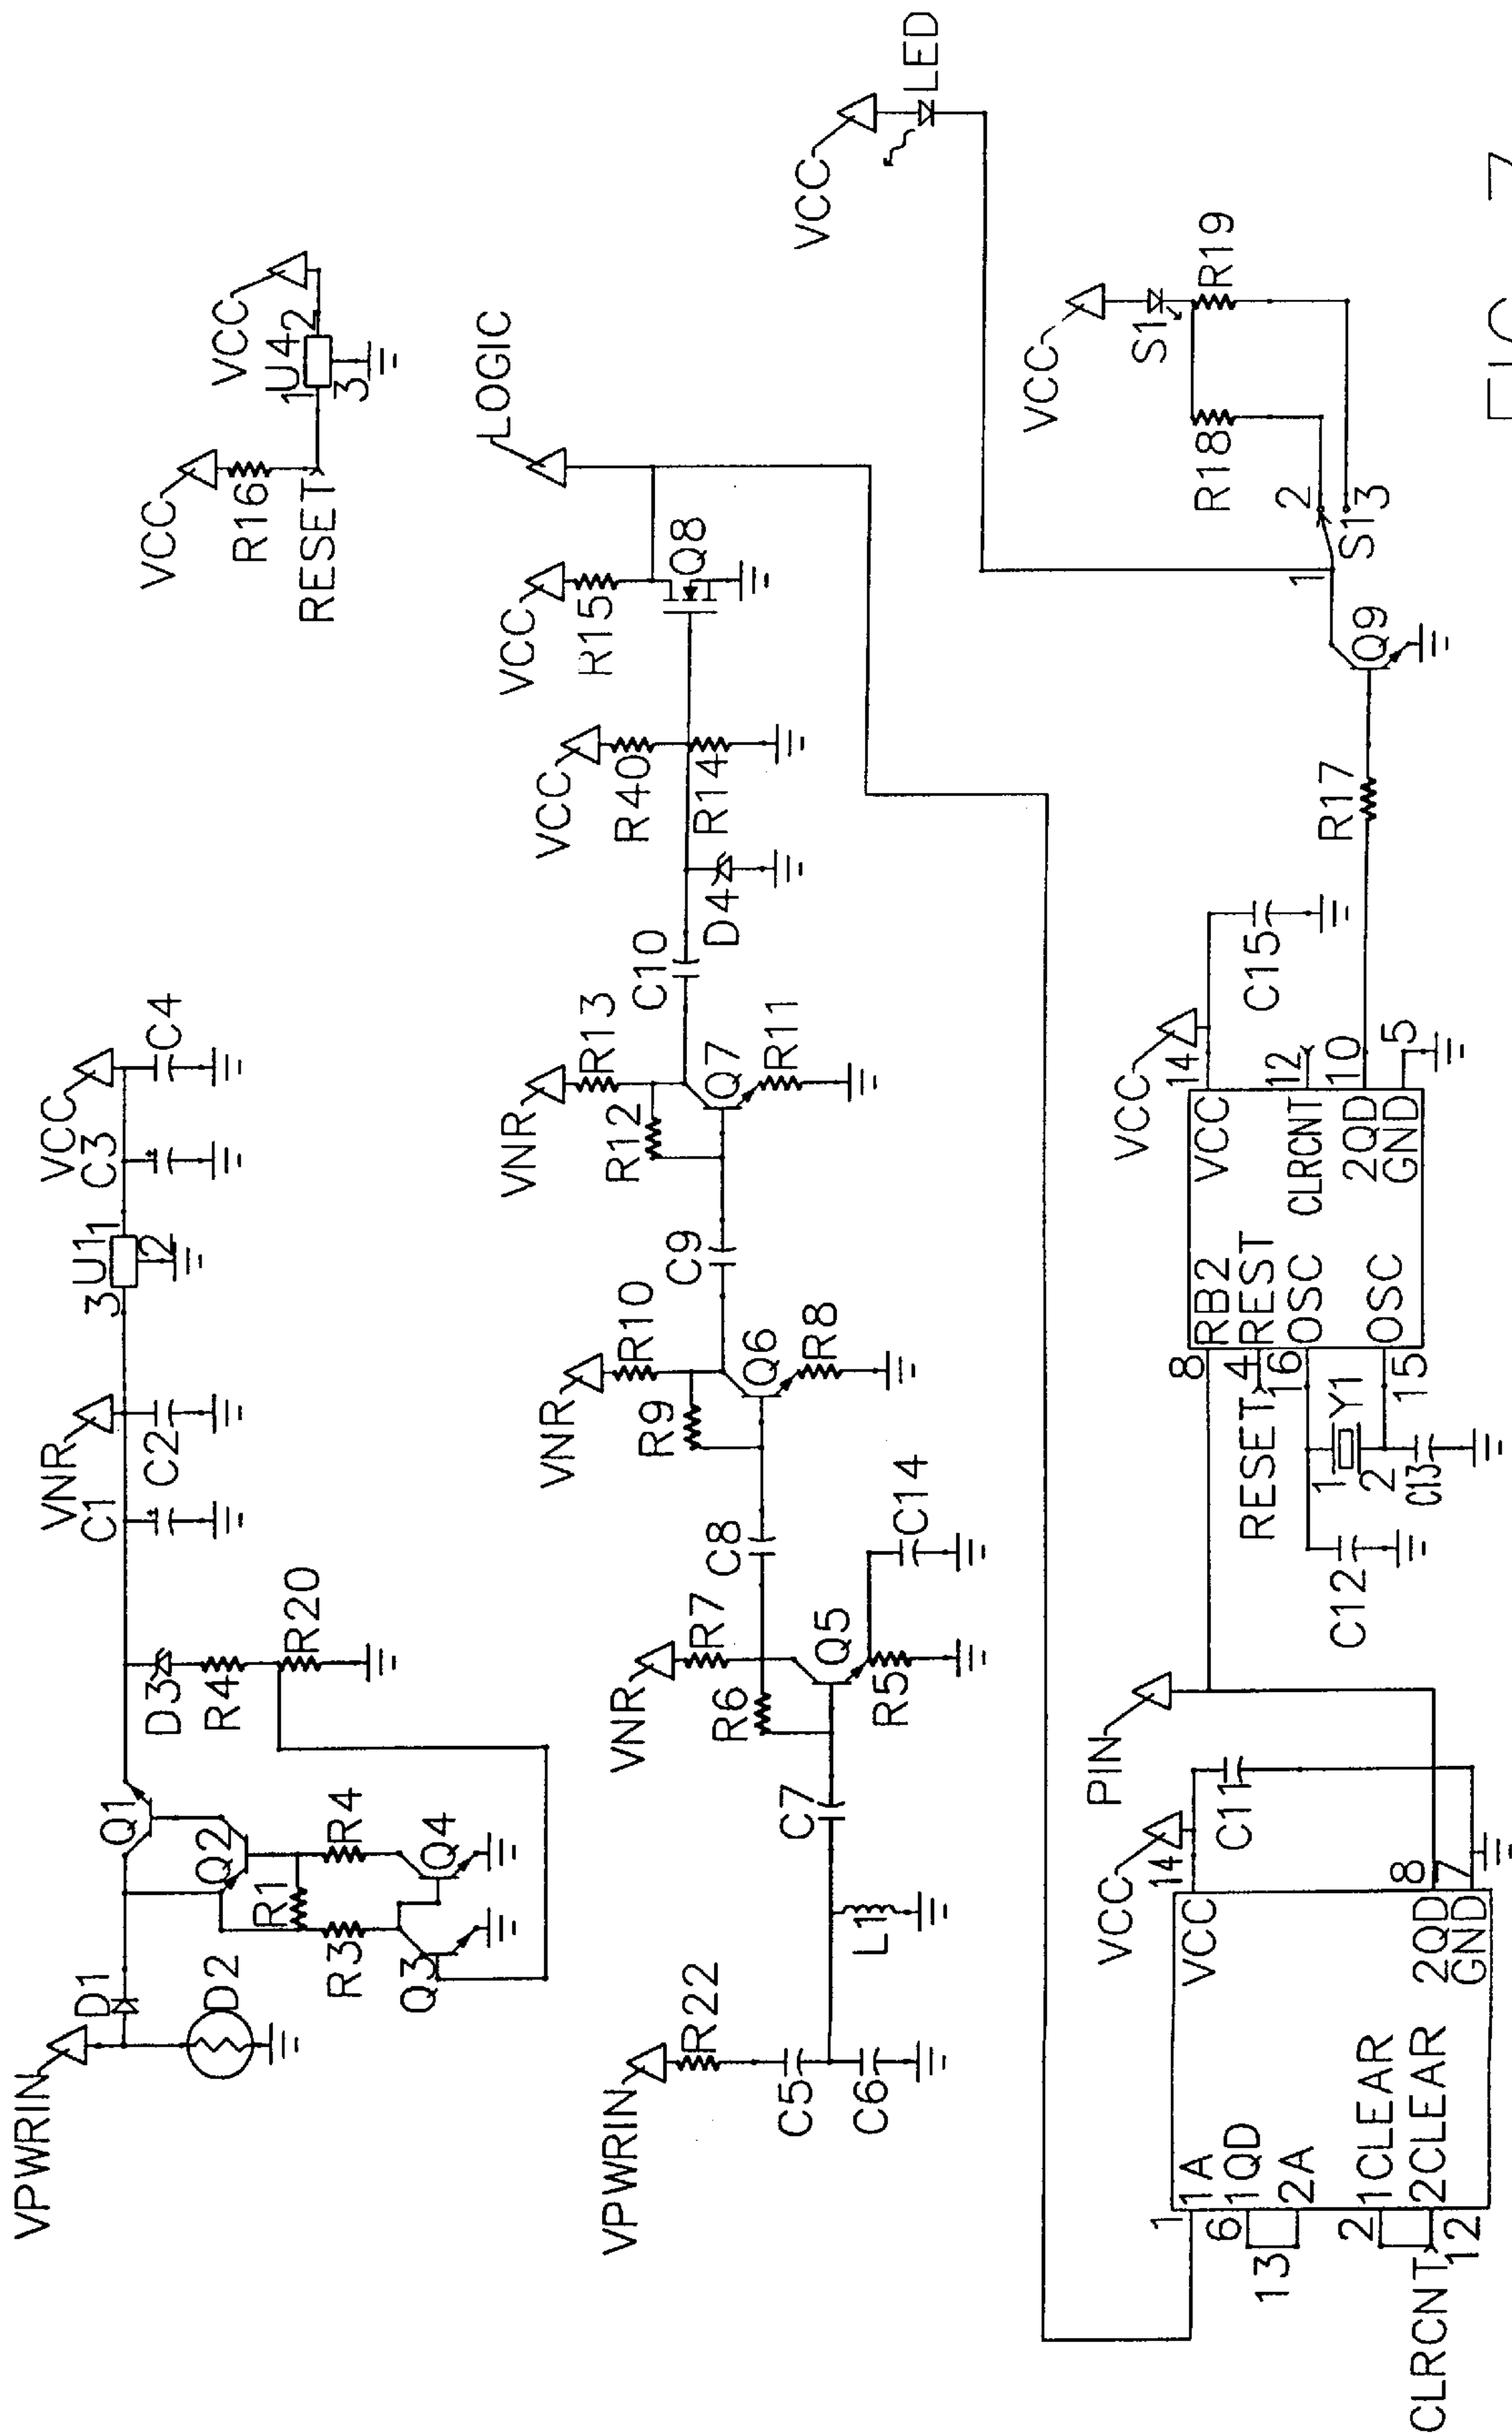 VPWRIN
D1
D2
Q1
Q2
R1
R3
R4
Q3
Q4
D3
R4
R20
VNR
C1
C2
U1
3
1
2
VCC
C3
C4
VCC
R16
RESET
VCC
U4
1
2
3
VPWRIN
R22
C5
C6
L1
C7
VNR
R6
R7
Q5
R5
C14
C8
VNR
R9
R10
Q6
R8
C9
VNR
R12
R13
Q7
R11
C10
D4
VCC
R40
R14
VCC
R15
Q8
LOGIC
VCC
LED
1
1A
6
1QD
13
2A
2
1CLEAR
2CLEAR
12
CLRCNT
VCC
14
VCC
C11
2QD
8
GND
7
PIN
8
RB2
RESET
4
REST
16
OSC
OSC
15
1
Y1
2
C12
C13
VCC
14
VCC
C15
CLRCNT
12
2QD
10
GND
5
R17
Q9
1
2
S1
3
R18
R19
VCC
S1